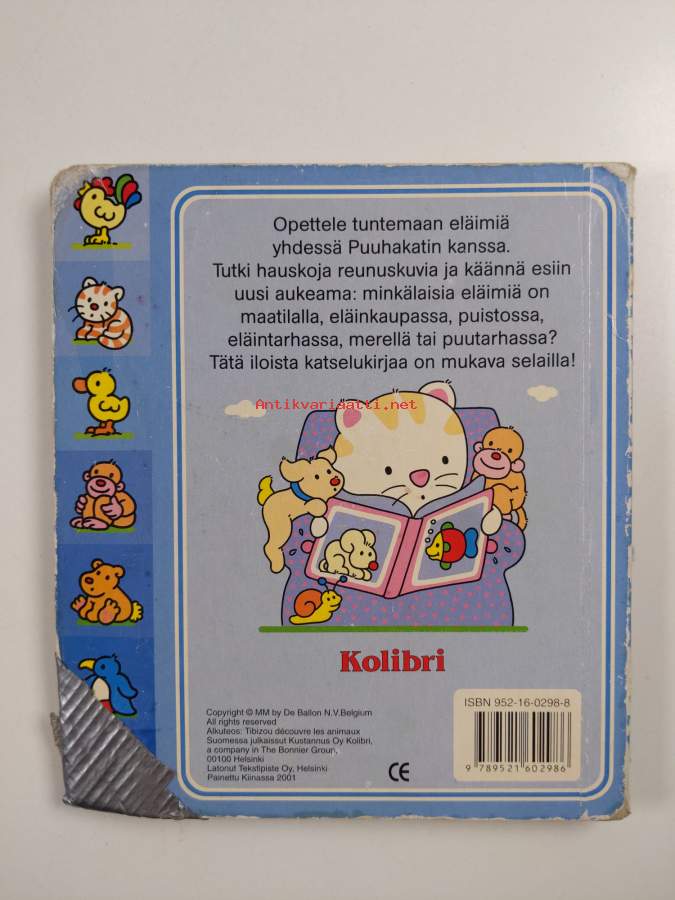 Opettele tuntemaan eläimiä
yhdessä Puuhakatin kanssa.
Tutki hauskoja reunuskuvia ja käännä esiin
uusi aukeama: minkälaisia eläimiä on
maatilalla, eläinkaupassa, puistossa,
eläintarhassa, merellä tai puutarhassa?
Tätä iloista katselukirjaa on mukava selailla!
Antikvariaatti.net
Kolibri
Copyright © MM by De Ballon N.V.Belgium
All rights reserved
Alkuteos: Tibizou découvre les animaux
Suomessa julkaissut Kustannus Oy Kolibri,
a company in The Bonnier Group,
00100 Helsinki
Latonut Tekstipiste Oy, Helsinki
Painettu Kiinassa 2001
CE
ISBN 952-16-0298-8
9 789521 602986